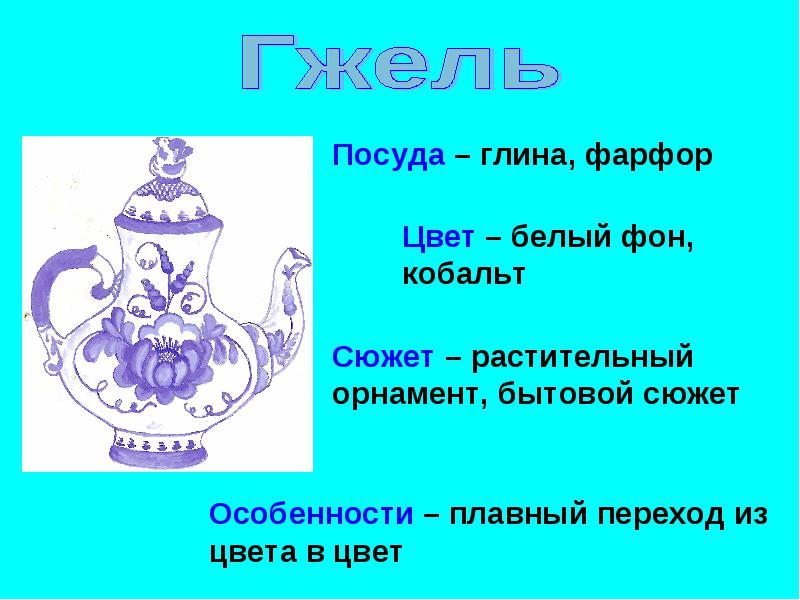 Гжель
Посуда – глина, фарфор
Цвет – белый фон,
кобальт
Сюжет – растительный
орнамент, бытовой сюжет
Особенности – плавный переход из
цвета в цвет